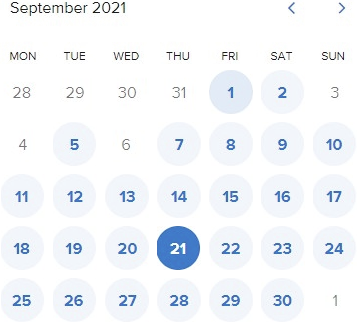 September 2021
MON TUE WED THU FRI SAT SUN
28 29 30 31 1 2 3
4 5 6 7 8 9 10
11 12 13 14 15 16 17
18 19 20 21 22 23 24
25 26 27 28 29 30 1